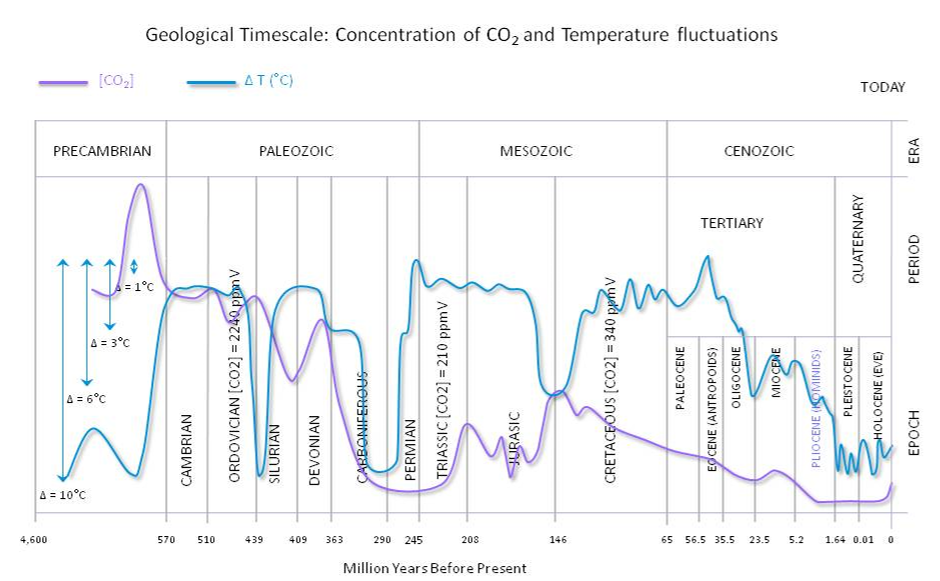 Geological Timescale: Concentration of CO2 and Temperature fluctuations
[CO2]
Δ T (°C)
TODAY
PRECAMBRIAN
PALEOZOIC
MESOZOIC
CENOZOIC
ERA
TERTIARY
QUATERNARY
PERIOD
Δ = 1°C
Δ = 3°C
Δ = 6°C
Δ = 10°C
CAMBRIAN
ORDOVICIAN [CO2] = 2240 ppmV
SILURIAN
DEVONIAN
CARBONIFEROUS
PERMIAN
TRIASSIC [CO2] = 210 ppmV
JURASIC
CRETACEOUS [CO2] = 340 ppmV
PALEOCENE
EOCENE (ANTROPOIDS)
OLIGOCENE
MIOCENE
PLIOCENE (HOMINIDS)
PLEISTOCENE
HOLOCENE (EVE)
EPOCH
4,600 570 510 439 409 363 290 245 208 146 65 56.5 35.5 23.5 5.2 1.64 0.01 0
Million Years Before Present